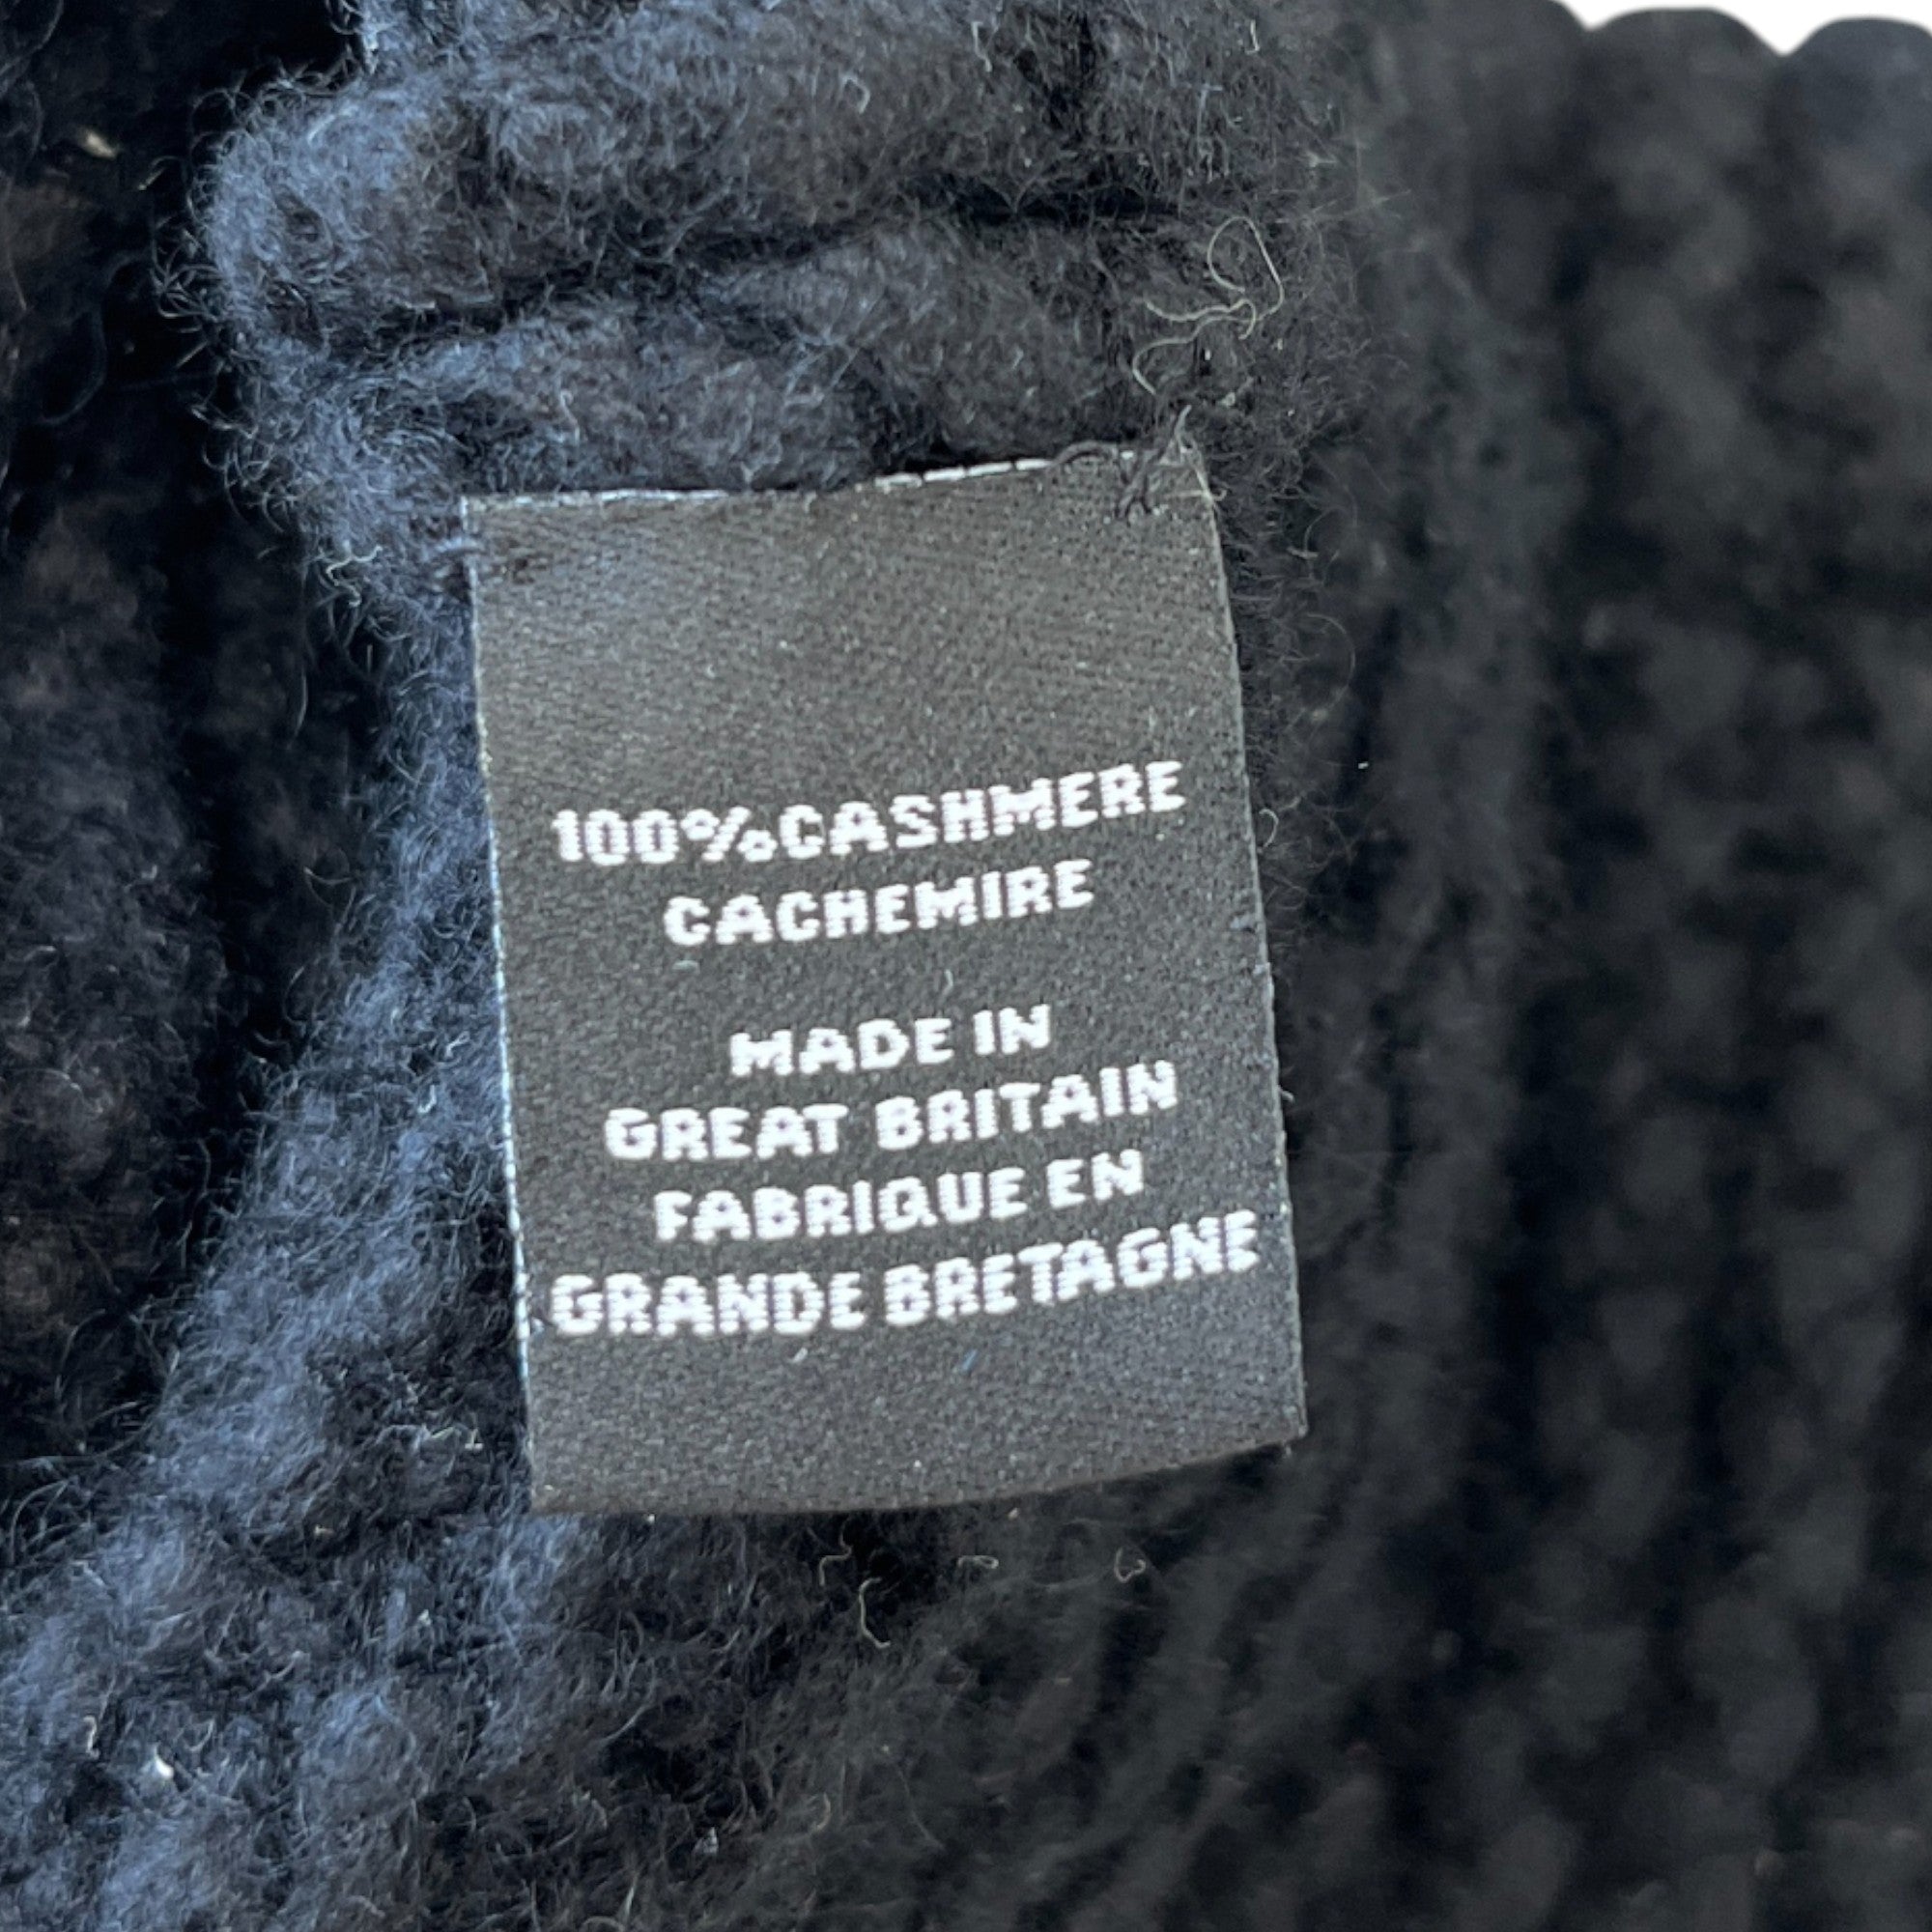 100%CASHMERE
CACHEMIRE
MADE IN
GREAT BRITAIN
FABRIQUE EN
GRANDE BRETAGNE